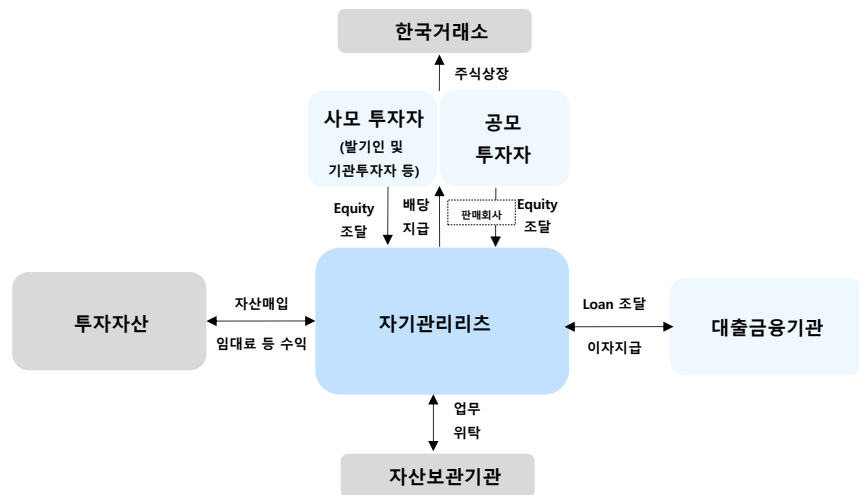 한국거래소
주식상장
사모 투자자
(발기인 및
기관투자자 등)
공모
투자자
Equity
조달
배당
지급
판매회사
Equity
조달
투자자산
자산매입
임대료 등 수익
자기관리리츠
Loan 조달
이자지급
대출금융기관
업무
위탁
자산보관기관